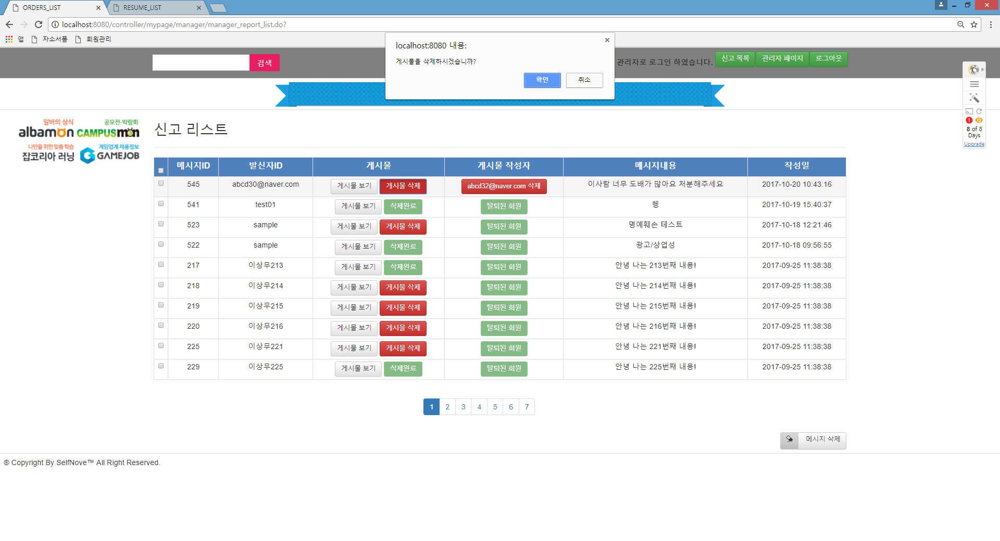 ORDERS_LIST
RESUME_LIST
localhost:8080/controller/mypage/manager/manager_report_list.do?
앱
자소서폼
회원관리
localhost:8080 내용:
게시물을 삭제하시겠습니까?
확인
취소
검색
관리자로 로그인 하였습니다.
신고 목록
관리자 페이지
로그아웃
8 of 8
Days
Upgrade
알바의 상식
albamon
공모전·박람회
CAMPUSmon
나만을 위한 맞춤 학습
잡코리아 러닝
게임업계 채용정보
GAMEJOB
신고 리스트
메시지ID 발신자ID 게시물 게시물 작성자 메시지내용 작성일
545 abcd30@naver.com 게시물 보기 게시물 삭제 abcd32@naver.com 삭제 이사람 너무 도배가 많아요 처분해주세요 2017-10-20 10:43:16
541 test01 게시물 보기 삭제완료 탈퇴된 회원 헹 2017-10-19 15:40:37
523 sample 게시물 보기 게시물 삭제 탈퇴된 회원 명예훼손 테스트 2017-10-18 12:21:46
522 sample 게시물 보기 삭제완료 탈퇴된 회원 광고/상업성 2017-10-18 09:56:55
217 이상무213 게시물 보기 삭제완료 탈퇴된 회원 안녕 나는 213번째 내용! 2017-09-25 11:38:38
218 이상무214 게시물 보기 게시물 삭제 탈퇴된 회원 안녕 나는 214번째 내용! 2017-09-25 11:38:38
219 이상무215 게시물 보기 게시물 삭제 탈퇴된 회원 안녕 나는 215번째 내용! 2017-09-25 11:38:38
220 이상무216 게시물 보기 게시물 삭제 탈퇴된 회원 안녕 나는 216번째 내용! 2017-09-25 11:38:38
225 이상무221 게시물 보기 게시물 삭제 탈퇴된 회원 안녕 나는 221번째 내용! 2017-09-25 11:38:38
229 이상무225 게시물 보기 삭제완료 탈퇴된 회원 안녕 나는 225번째 내용! 2017-09-25 11:38:38
1 2 3 4 5 6 7
메시지 삭제
® Copyright By SelfNove™ All Right Reserved.